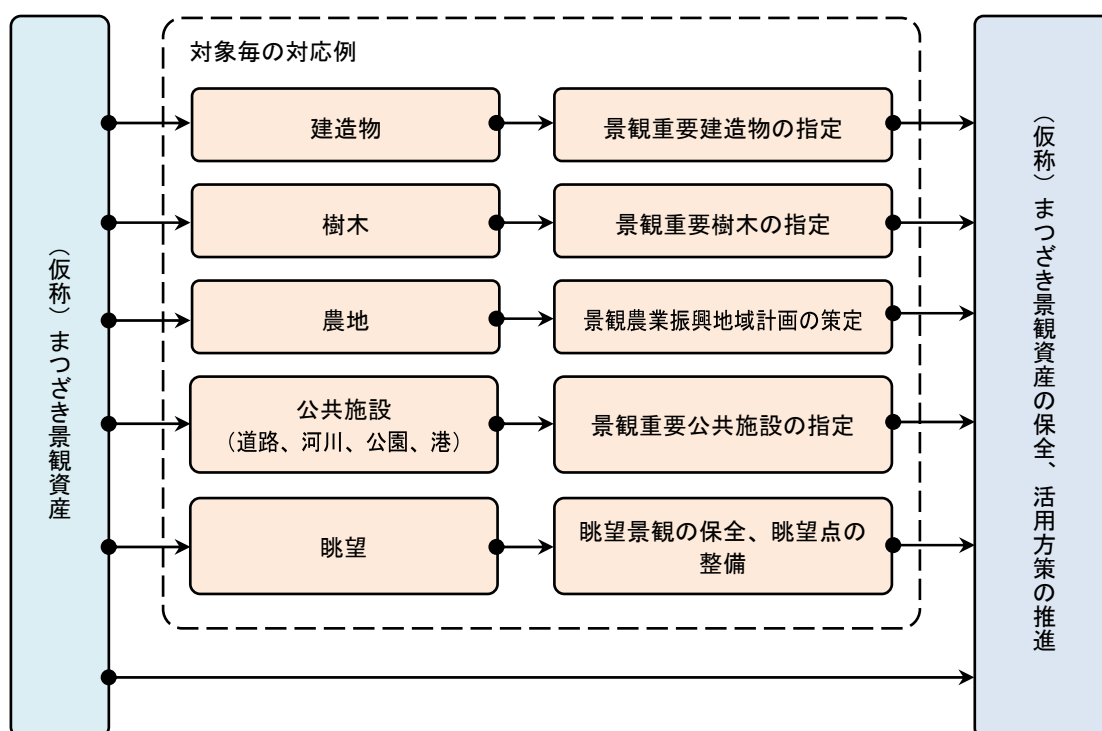 （仮称）まつざき景観資産
対象毎の対応例
建造物
景観重要建造物の指定
樹木
景観重要樹木の指定
農地
景観農業振興地域計画の策定
公共施設
（道路、河川、公園、港）
景観重要公共施設の指定
眺望
眺望景観の保全、眺望点の
整備
（仮称）まつざき景観資産の保全、活用方策の推進